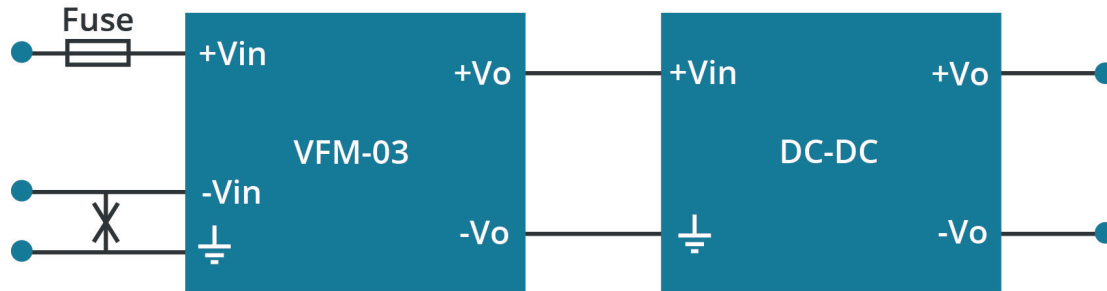 Fuse
+Vin
+Vo
+Vin
+Vo
VFM-03
DC-DC
-Vin
-Vo
-Vo